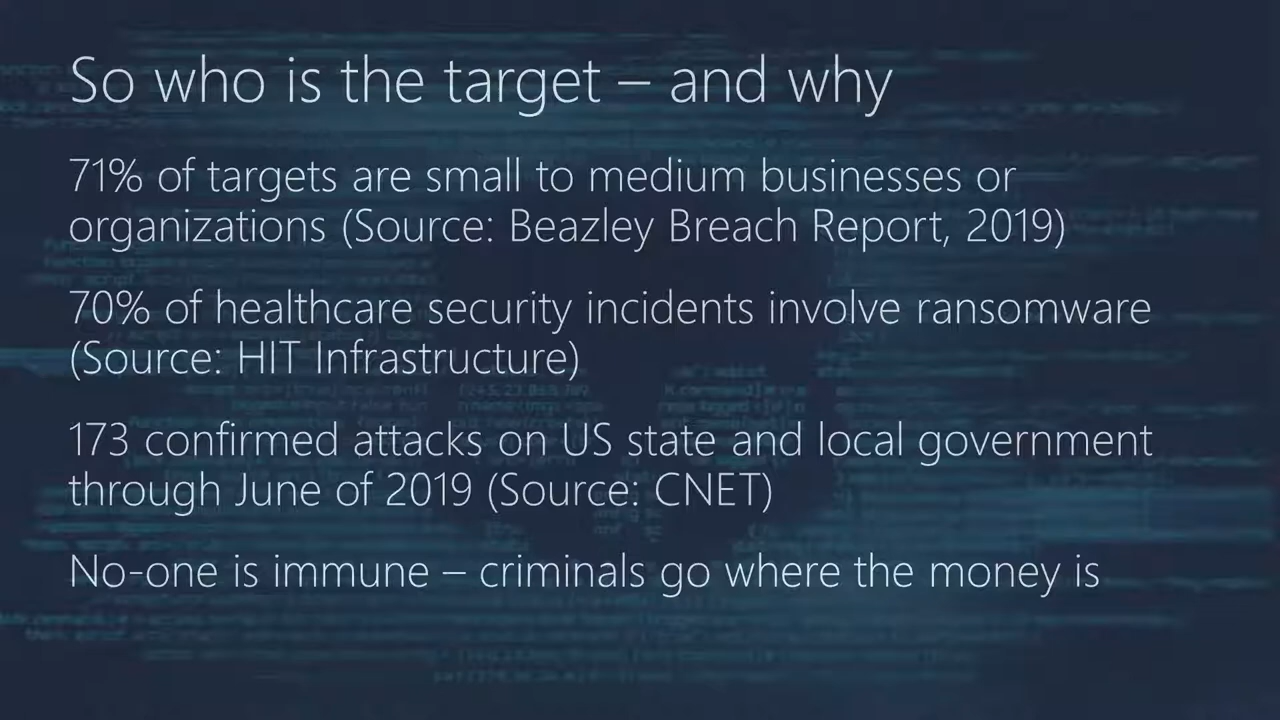 So who is the target – and why
71% of targets are small to medium businesses or
organizations (Source: Beazley Breach Report, 2019)
70% of healthcare security incidents involve ransomware
(Source: HIT Infrastructure)
173 confirmed attacks on US state and local government
through June of 2019 (Source: CNET)
No-one is immune – criminals go where the money is